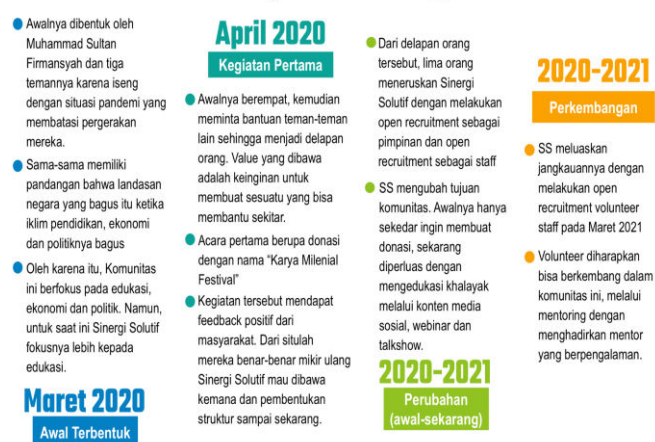 Awalnya dibentuk oleh
Muhammad Sultan
Firmansyah dan tiga
temannya karena iseng
dengan situasi pandemi yang
membatasi pergerakan
mereka.
Sama-sama memiliki
pandangan bahwa landasan
negara yang bagus itu ketika
iklim pendidikan, ekonomi
dan politiknya bagus
Oleh karena itu, Komunitas
ini berfokus pada edukasi,
ekonomi dan politik. Namun,
untuk saat ini Sinergi Solutif
fokusnya lebih kepada
edukasi.
Maret 2020
Awal Terbentuk
April 2020
Kegiatan Pertama
Awalnya berempat, kemudian
meminta bantuan teman-teman
lain sehingga menjadi delapan
orang. Value yang dibawa
adalah keinginan untuk
membuat sesuatu yang bisa
membantu sekitar.
Acara pertama berupa donasi
dengan nama “Karya Milenial
Festival”
Kegiatan tersebut mendapat
feedback positif dari
masyarakat. Dari situlah
mereka benar-benar mikir ulang
Sinergi Solutif mau dibawa
kemana dan pembentukan
struktur sampai sekarang.
Dari delapan orang
tersebut, lima orang
meneruskan Sinergi
Solutif dengan melakukan
open recruitment sebagai
pimpinan dan open
recruitment sebagai staff
SS mengubah tujuan
komunitas. Awalnya hanya
sekedar ingin membuat
donasi, sekarang
diperluas dengan
mengedukasi khalayak
melalui konten media
sosial, webinar dan
talkshow.
2020-2021
Perubahan
(awal-sekarang)
2020-2021
Perkembangan
SS meluaskan
jangkauannya dengan
melakukan open
recruitment volunteer
staff pada Maret 2021
Volunteer diharapkan
bisa berkembang dalam
komunitas ini, melalui
mentoring dengan
menghadirkan mentor
yang berpengalaman.